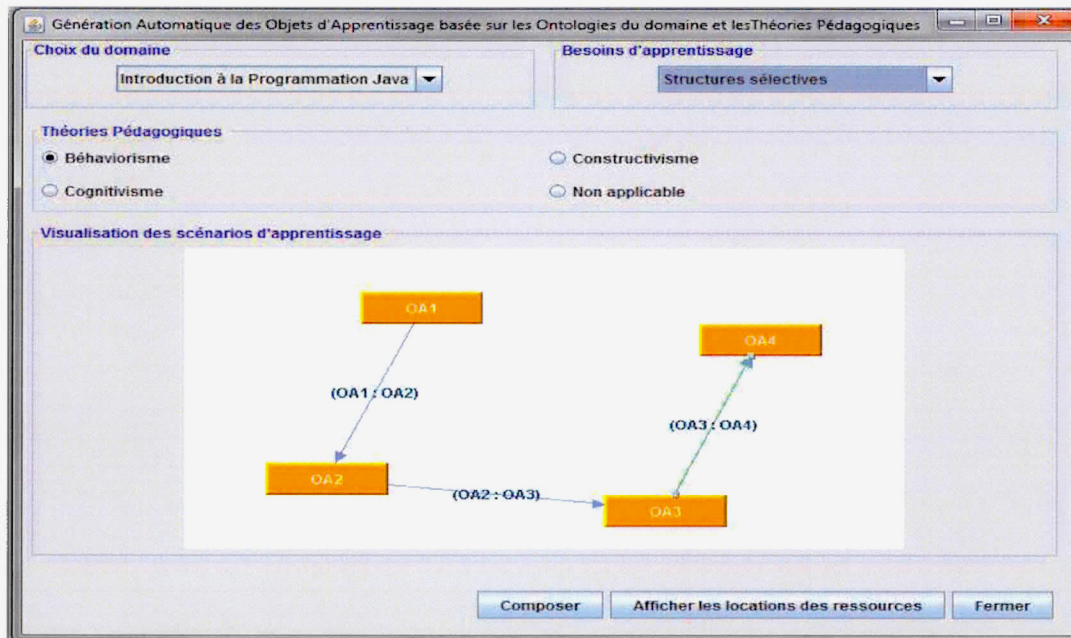 Génération Automatique des Objets d'Apprentissage basée sur les Ontologies du domaine et lesThéories Pédagogiques
Choix du domaine
Besoins d'apprentissage
Introduction à la Programmation Java
Structures sélectives
Théories Pédagogiques
Béhaviorisme
Constructivisme
Cognitivisme
Non applicable
Visualisation des scénarios d'apprentissage
OA1
OA4
(OA1 : OA2)
(OA3 : OA4)
OA2
(OA2 : OA3)
OA3
Composer
Afficher les locations des ressources
Fermer